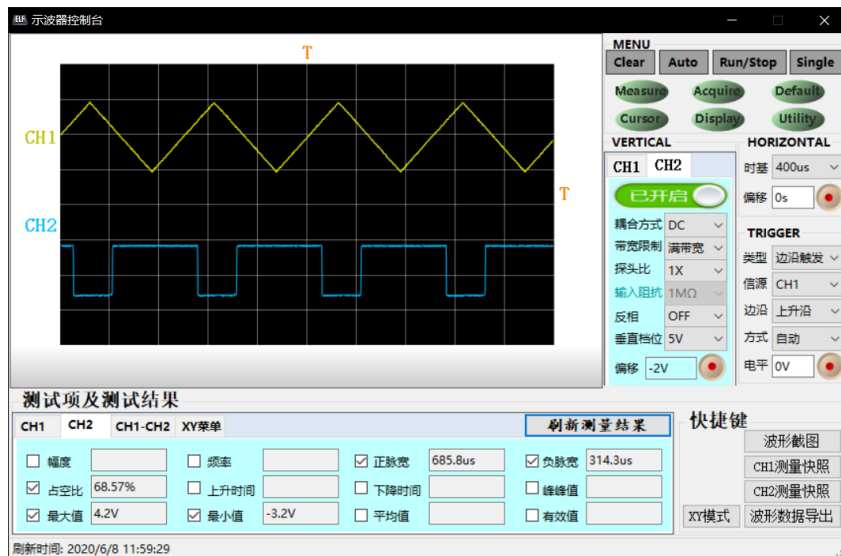 ELF 示波器控制台
T
CH1
T
CH2
MENU
Clear Auto Run/Stop Single
Measure Acquire Default
Cursor Display Utility
VERTICAL
CH1 CH2
已开启
耦合方式 DC
带宽限制 满带宽
探头比 1X
输入阻抗 1MΩ
反相 OFF
垂直档位 5V
偏移 -2V
HORIZONTAL
时基 400us
偏移 0s
TRIGGER
类型 边沿触发
信源 CH1
边沿 上升沿
方式 自动
电平 0V
测试项及测试结果
CH1 CH2 CH1-CH2 XY菜单 刷新测量结果
幅度 频率 正脉宽 685.8us 负脉宽 314.3us
占空比 68.57% 上升时间 下降时间 峰峰值
最大值 4.2V 最小值 -3.2V 平均值 有效值
快捷键
波形截图
CH1测量快照
CH2测量快照
XY模式 波形数据导出
刷新时间: 2020/6/8 11:59:29